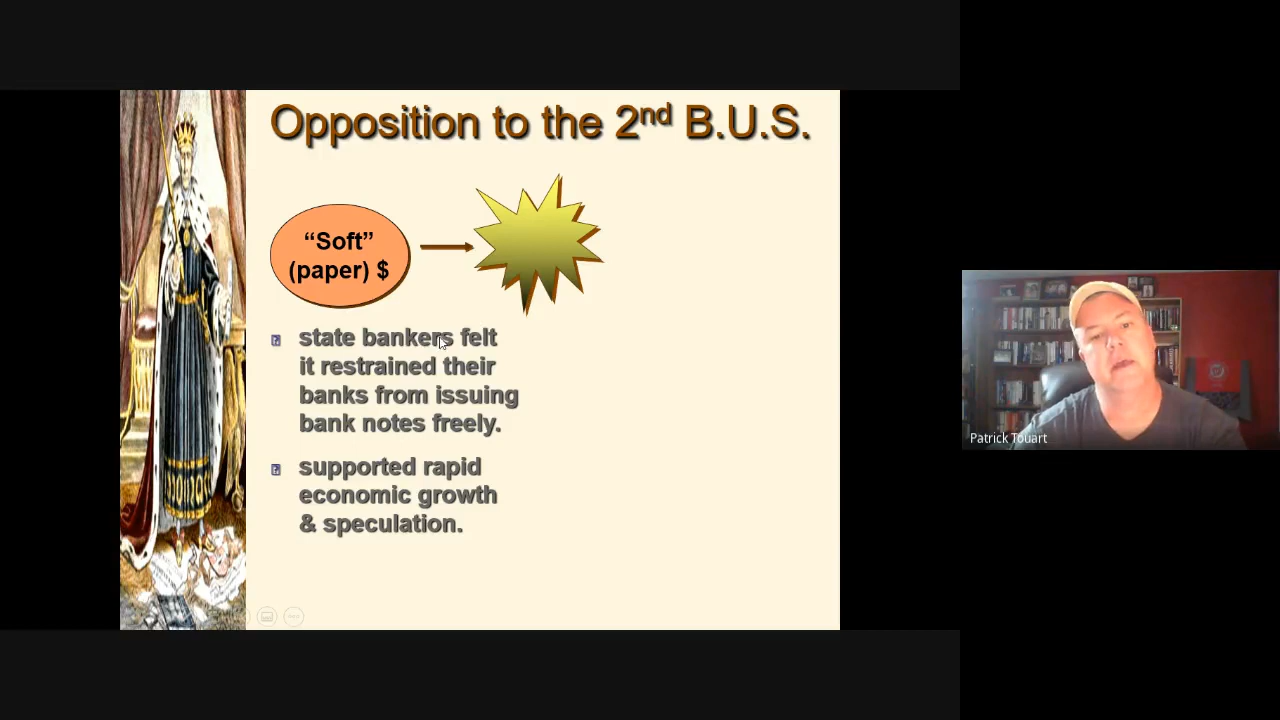 Opposition to the 2nd B.U.S.
“Soft”
(paper) $
state bankers felt
it restrained their
banks from issuing
bank notes freely.
supported rapid
economic growth
& speculation.
Patrick Touart